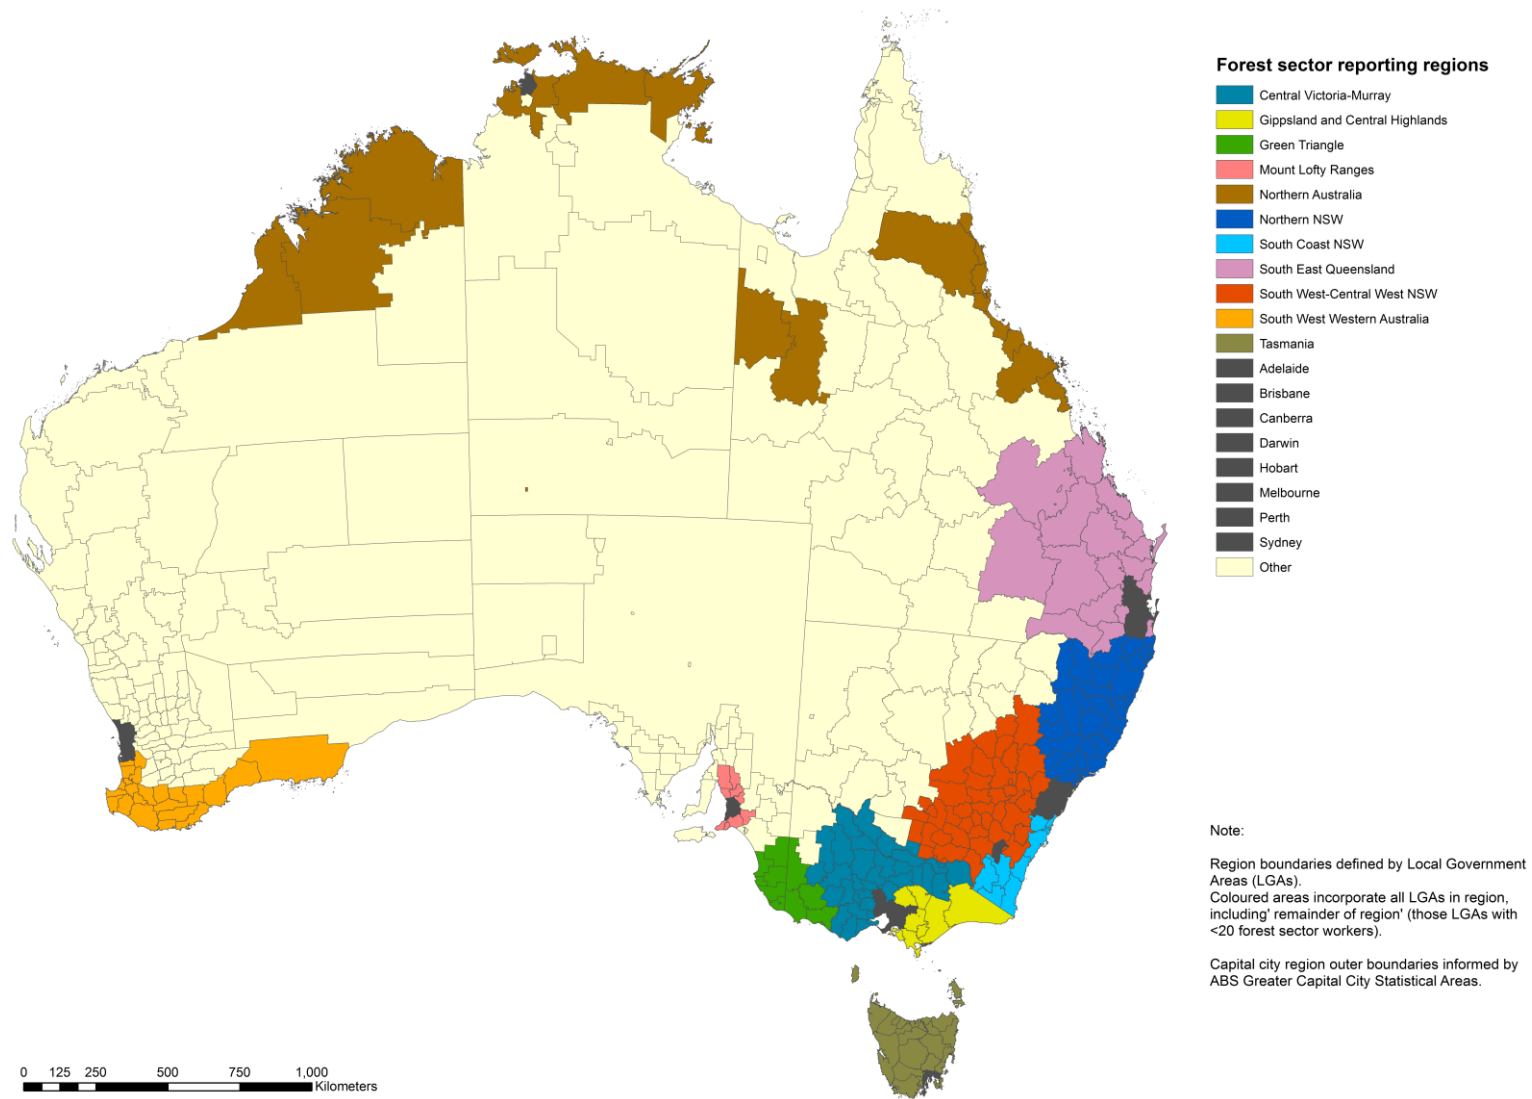 Forest sector reporting regions
Central Victoria-Murray
Gippsland and Central Highlands
Green Triangle
Mount Lofty Ranges
Northern Australia
Northern NSW
South Coast NSW
South East Queensland
South West-Central West NSW
South West Western Australia
Tasmania
Adelaide
Brisbane
Canberra
Darwin
Hobart
Melbourne
Perth
Sydney
Other
Note:
Region boundaries defined by Local Government
Areas (LGAs).
Coloured areas incorporate all LGAs in region,
including' remainder of region' (those LGAs with
<20 forest sector workers).
Capital city region outer boundaries informed by
ABS Greater Capital City Statistical Areas.
0 125 250 500 750 1,000
Kilometers